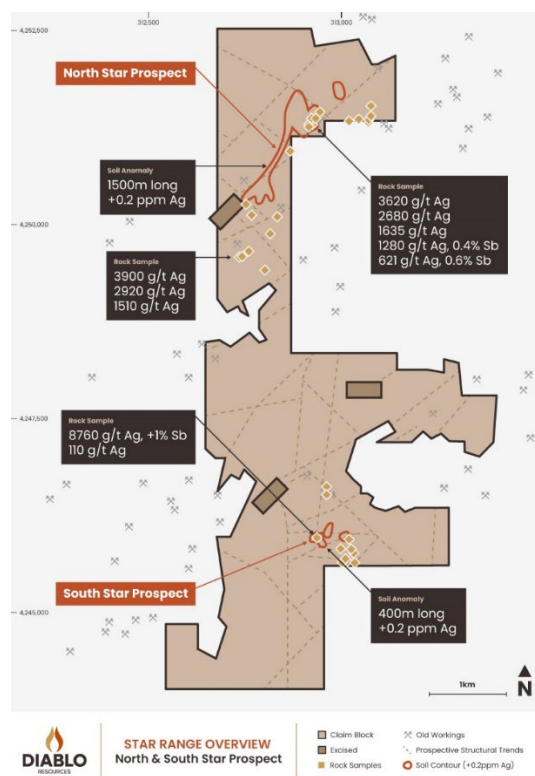 312,500
313,000
4,252,500
North Star Prospect
Soil Anomaly
1500m long
+0.2 ppm Ag
Rock Sample
3620 g/t Ag
2680 g/t Ag
1635 g/t Ag
1280 g/t Ag, 0.4% Sb
621 g/t Ag, 0.6% Sb
4,250,000
Rock Sample
3900 g/t Ag
2920 g/t Ag
1510 g/t Ag
4,247,500
Rock Sample
8760 g/t Ag, +1% Sb
110 g/t Ag
South Star Prospect
Soil Anomaly
400m long
+0.2 ppm Ag
4,245,000
1km
N
DIABLO
RESOURCES
STAR RANGE OVERVIEW
North & South Star Prospect
Claim Block
Excised
Rock Samples
Old Workings
Prospective Structural Trends
Soil Contour (+0.2ppm Ag)